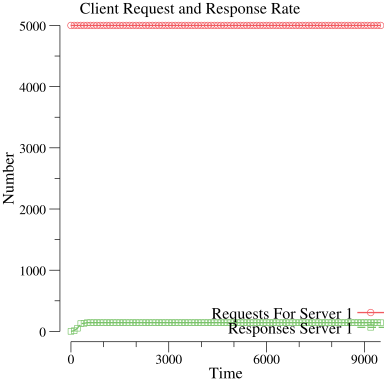 Client Request and Response Rate
5000
4000
3000
2000
1000
0
Number
Requests For Server 1
Responses Server 1
0 3000 6000 9000
Time